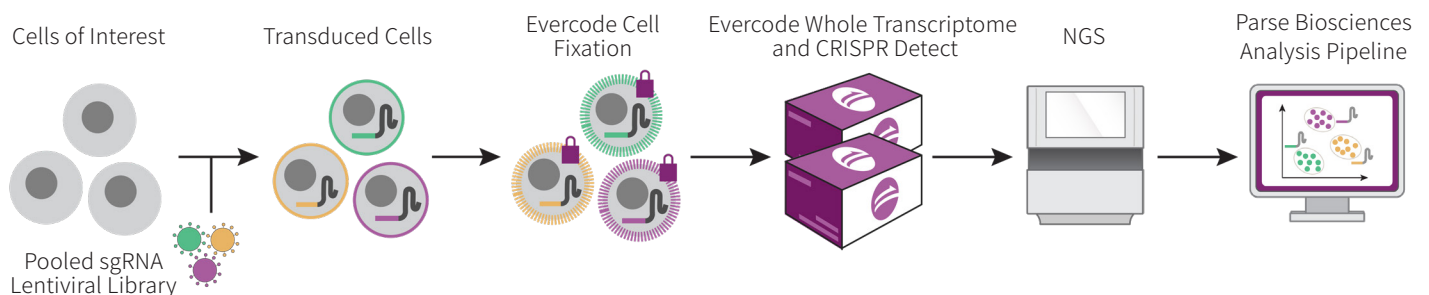 Cells of Interest
Transduced Cells
Evercode Cell
Fixation
Evercode Whole Transcriptome
and CRISPR Detect
NGS
Parse Biosciences
Analysis Pipeline
Pooled sgRNA
Lentiviral Library